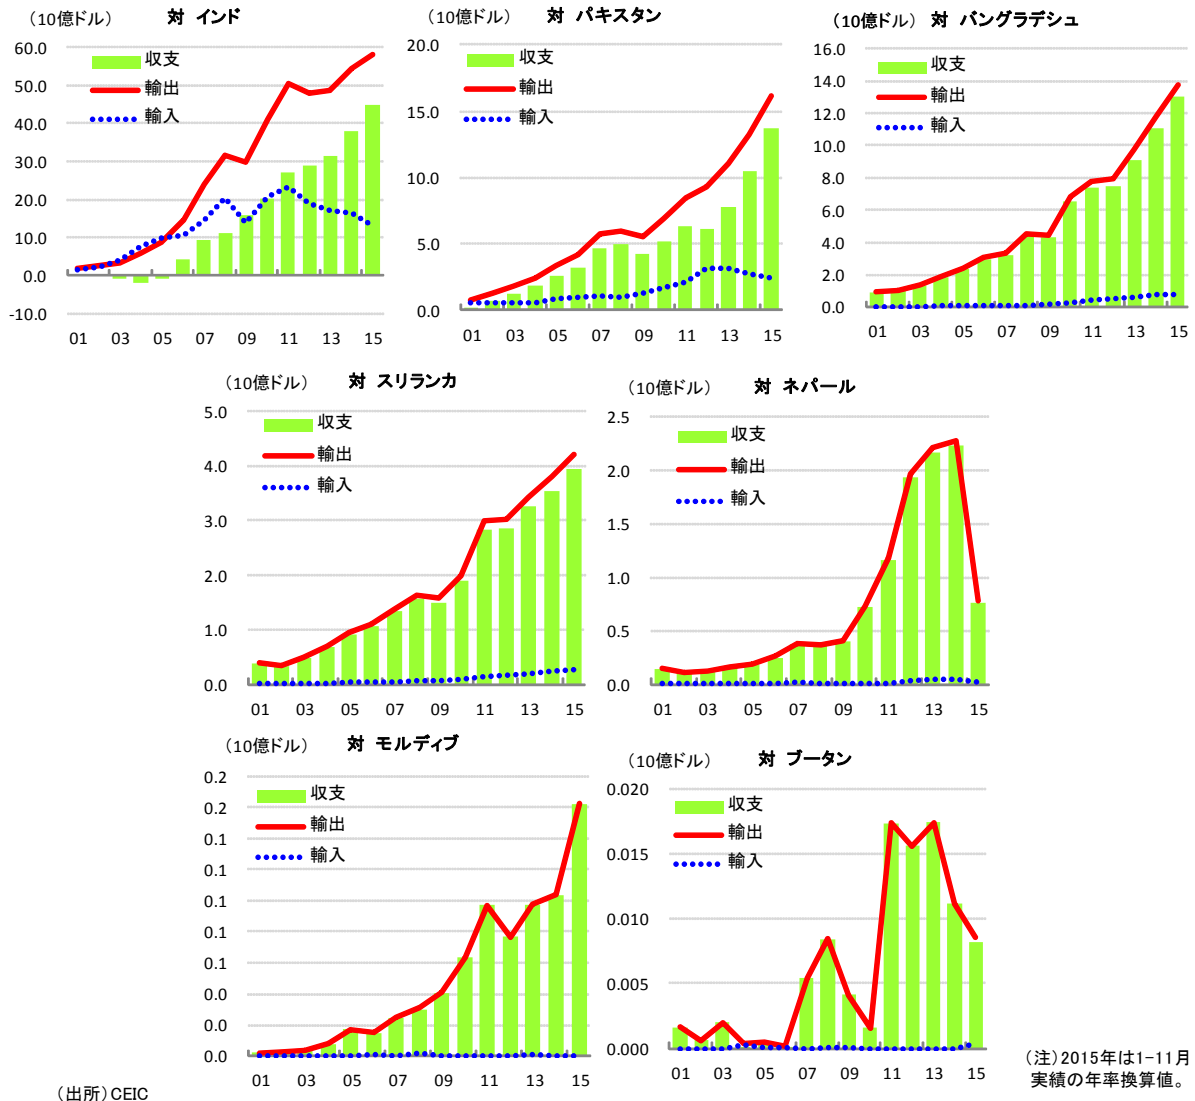 （10億ドル）
対 インド
60.0
50.0
40.0
30.0
20.0
10.0
0.0
-10.0
収支
輸出
輸入
01 03 05 07 09 11 13 15
（10億ドル）
対 パキスタン
20.0
15.0
10.0
5.0
0.0
収支
輸出
輸入
01 03 05 07 09 11 13 15
（10億ドル）
対 バングラデシュ
16.0
14.0
12.0
10.0
8.0
6.0
4.0
2.0
0.0
収支
輸出
輸入
01 03 05 07 09 11 13 15
（10億ドル）
対 スリランカ
5.0
4.0
3.0
2.0
1.0
0.0
収支
輸出
輸入
01 03 05 07 09 11 13 15
（10億ドル）
対 ネパール
2.5
2.0
1.5
1.0
0.5
0.0
収支
輸出
輸入
01 03 05 07 09 11 13 15
（10億ドル）
対 モルディブ
0.2
0.2
0.1
0.1
0.1
0.1
0.1
0.0
0.0
0.0
収支
輸出
輸入
01 03 05 07 09 11 13 15
（10億ドル）
対 ブータン
0.020
0.015
0.010
0.005
0.000
収支
輸出
輸入
01 03 05 07 09 11 13 15
（出所）CEIC
（注）2015年は1-11月
実績の年率換算値。